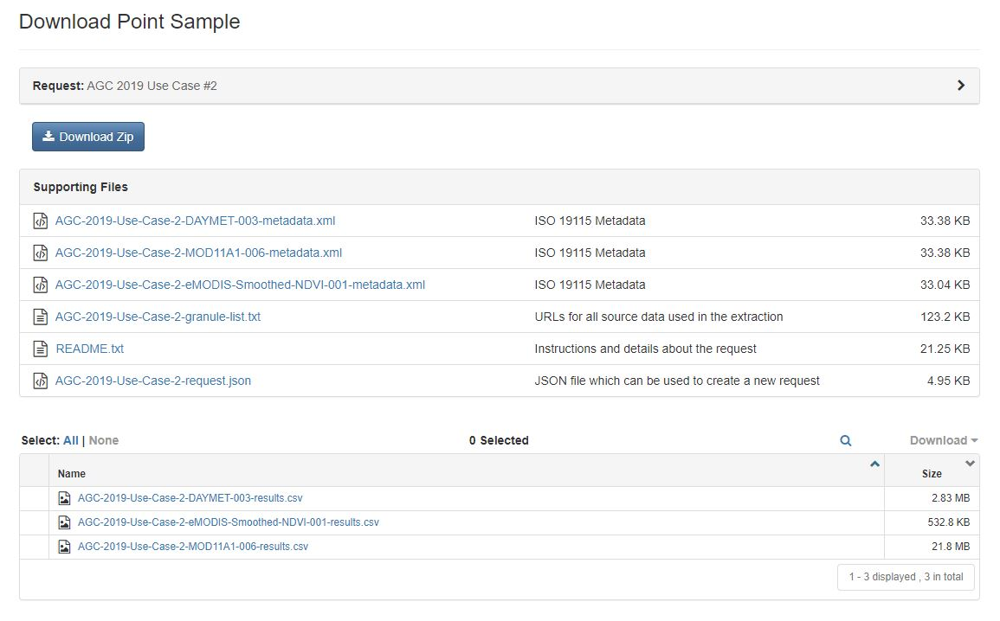 Download Point Sample
Request: AGC 2019 Use Case #2
Download Zip
Supporting Files
AGC-2019-Use-Case-2-DAYMET-003-metadata.xml ISO 19115 Metadata 33.38 KB
AGC-2019-Use-Case-2-MOD11A1-006-metadata.xml ISO 19115 Metadata 33.38 KB
AGC-2019-Use-Case-2-eMODIS-Smoothed-NDVI-001-metadata.xml ISO 19115 Metadata 33.04 KB
AGC-2019-Use-Case-2-granule-list.txt URLs for all source data used in the extraction 123.2 KB
README.txt Instructions and details about the request 21.25 KB
AGC-2019-Use-Case-2-request.json JSON file which can be used to create a new request 4.95 KB
Select: All | None 0 Selected Download
Name Size
AGC-2019-Use-Case-2-DAYMET-003-results.csv 2.83 MB
AGC-2019-Use-Case-2-eMODIS-Smoothed-NDVI-001-results.csv 532.8 KB
AGC-2019-Use-Case-2-MOD11A1-006-results.csv 21.8 MB
1 - 3 displayed , 3 in total